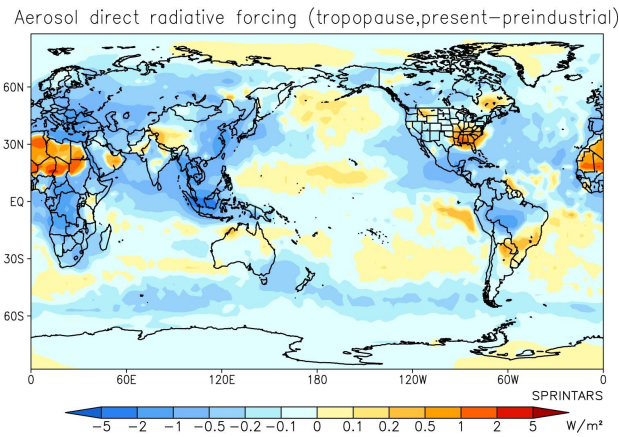 Aerosol direct radiative forcing (tropopause,present−preindustrial)
60N
30N
EQ
30S
60S
0 60E 120E 180 120W 60W 0
SPRINTARS
−5 −2 −1 −0.5 −0.2 −0.1 0 0.1 0.2 0.5 1 2 5 W/m²